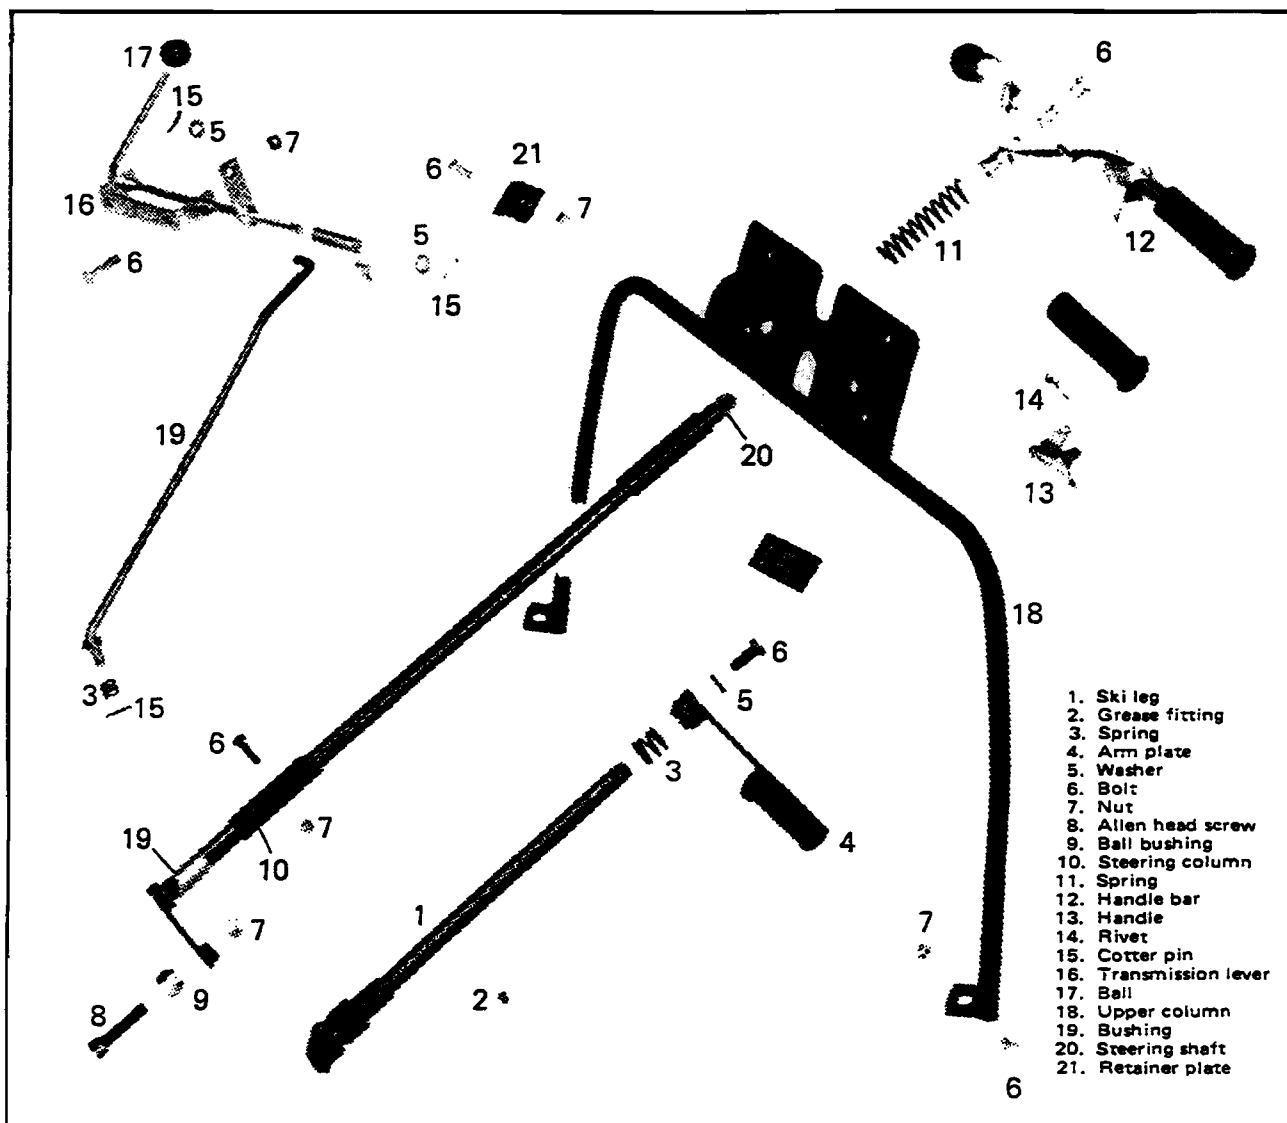 17
15
5
7
16
6
6
21
7
5
15
6
11
12
14
13
19
20
18
3
15
6
5
3
4
6
7
19
10
7
1
7
9
2
8
6
1. Ski leg
2. Grease fitting
3. Spring
4. Arm plate
5. Washer
6. Bolt
7. Nut
8. Allen head screw
9. Ball bushing
10. Steering column
11. Spring
12. Handle bar
13. Handle
14. Rivet
15. Cotter pin
16. Transmission lever
17. Ball
18. Upper column
19. Bushing
20. Steering shaft
21. Retainer plate